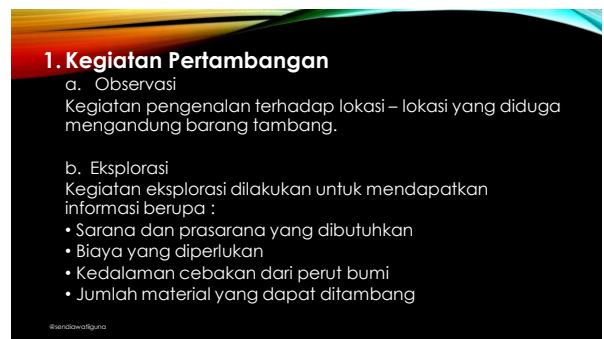 1. Kegiatan Pertambangan
a. Observasi
Kegiatan pengenalan terhadap lokasi – lokasi yang diduga
mengandung barang tambang.
b. Eksplorasi
Kegiatan eksplorasi dilakukan untuk mendapatkan
informasi berupa :
• Sarana dan prasarana yang dibutuhkan
• Biaya yang diperlukan
• Kedalaman cebakan dari perut bumi
• Jumlah material yang dapat ditambang
@sendiawatiiguna